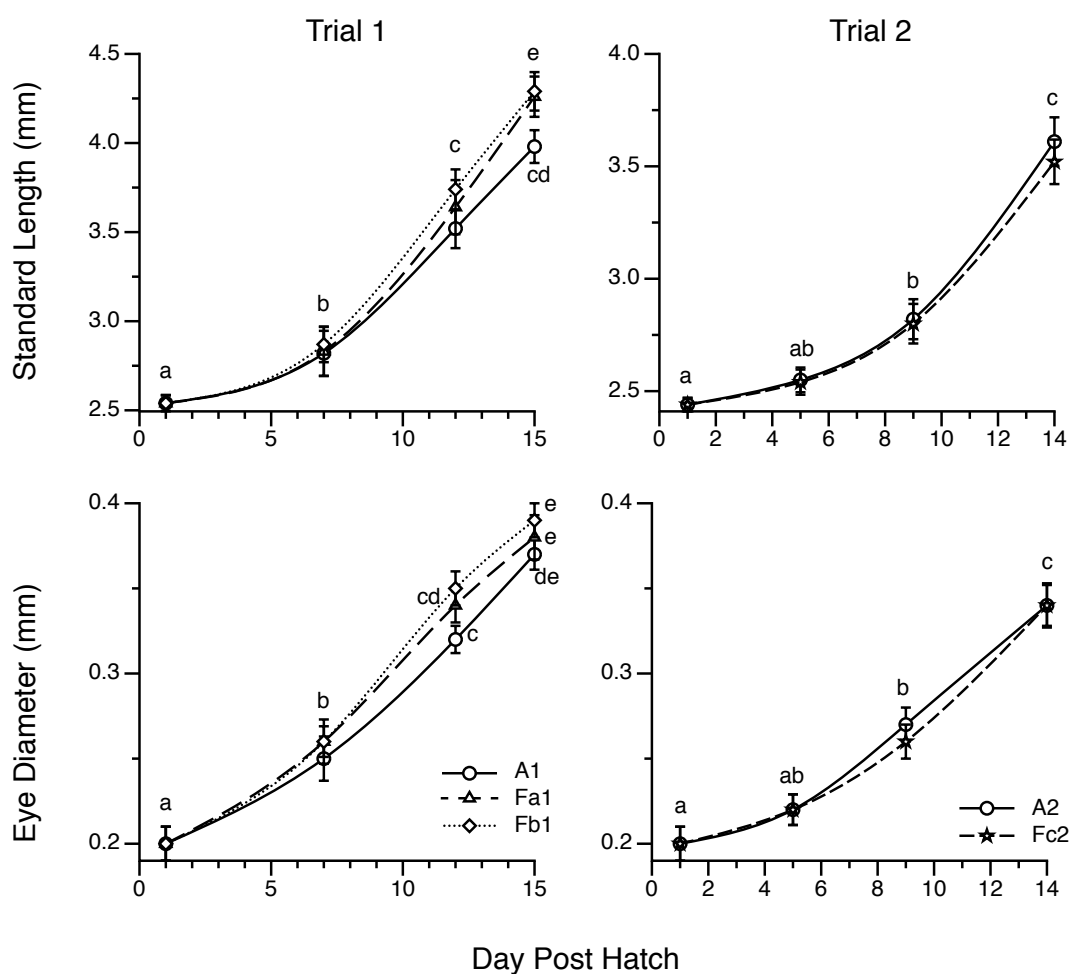 Trial 1
Trial 2
Standard Length (mm)
4.5
4.0
3.5
3.0
2.5
0
5
10
15
a
b
c
e
cd
4.0
3.5
3.0
2.5
0
2
4
6
8
10
12
14
a
ab
b
c
Eye Diameter (mm)
0.4
0.3
0.2
0
5
10
15
a
b
cd
c
e
e
de
A1
Fa1
Fb1
0.4
0.3
0.2
0
2
4
6
8
10
12
14
a
ab
b
c
A2
Fc2
Day Post Hatch